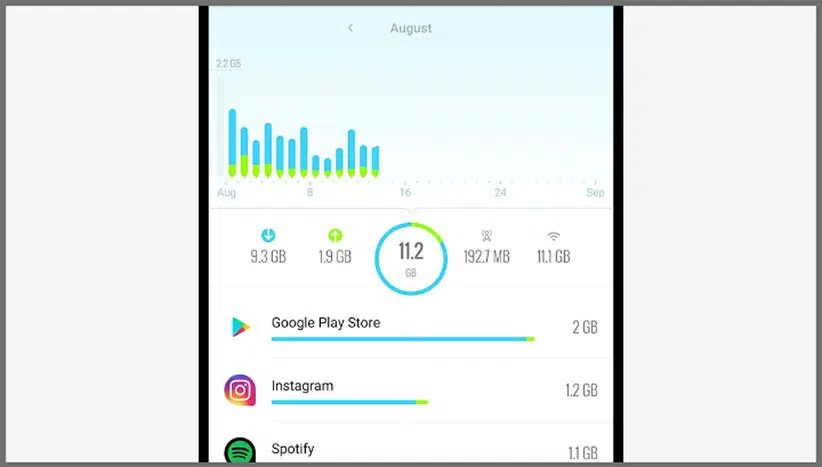 August
2.2 GB
Aug 8 16 24 Sep
9.3 GB 1.9 GB 11.2 GB 192.7 MB 11.1 GB
Google Play Store 2 GB
Instagram 1.2 GB
Spotify 1.1 GB